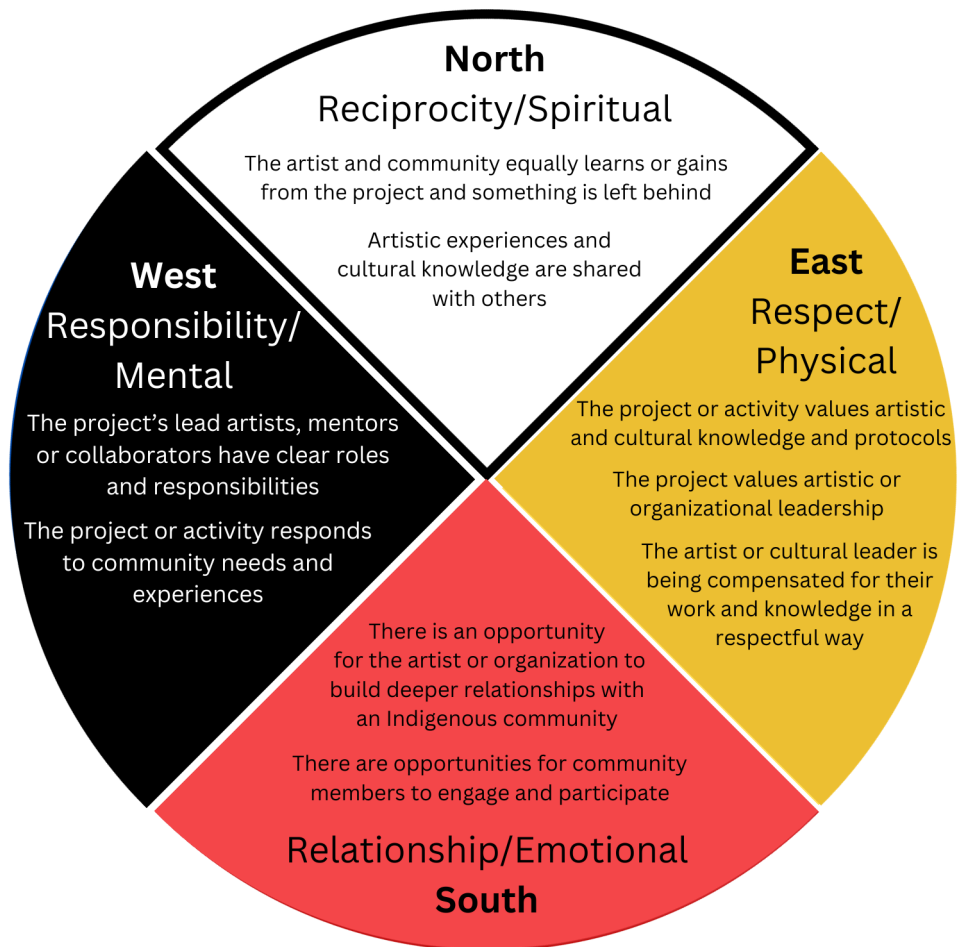 North
Reciprocity/Spiritual
The artist and community equally learns or gains
from the project and something is left behind
Artistic experiences and
cultural knowledge are shared
with others
East
Respect/
Physical
The project or activity values artistic
and cultural knowledge and protocols
The project values artistic or
organizational leadership
The artist or cultural leader is
being compensated for their
work and knowledge in a
respectful way
There is an opportunity
for the artist or organization to
build deeper relationships with
an Indigenous community
There are opportunities for community
members to engage and participate
Relationship/Emotional
South
West
Responsibility/
Mental
The project’s lead artists, mentors
or collaborators have clear roles
and responsibilities
The project or activity responds
to community needs and
experiences